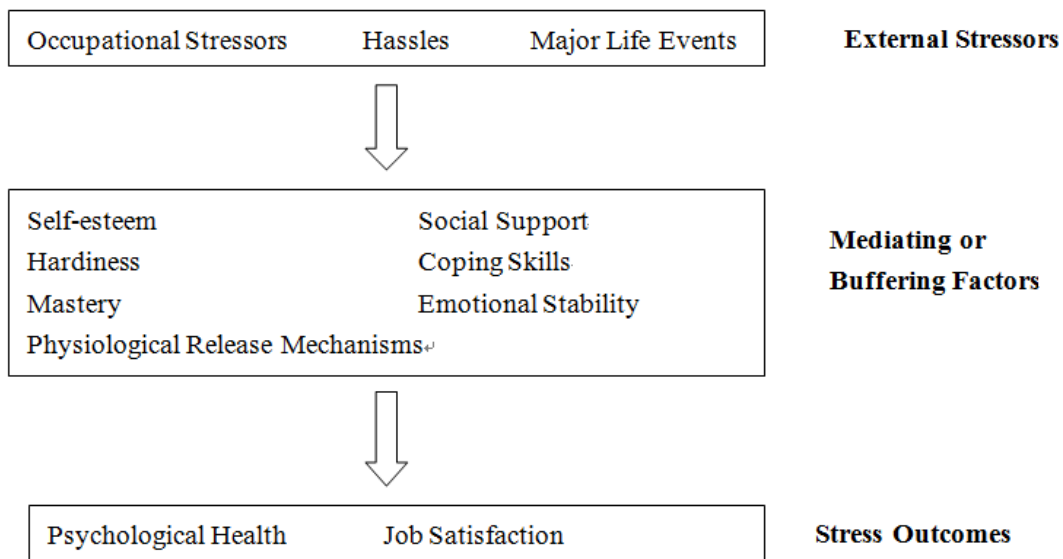 Occupational Stressors Hassles Major Life Events
External Stressors
Self-esteem Social Support
Hardiness Coping Skills
Mastery Emotional Stability
Physiological Release Mechanisms↵
Mediating or
Buffering Factors
Psychological Health Job Satisfaction
Stress Outcomes